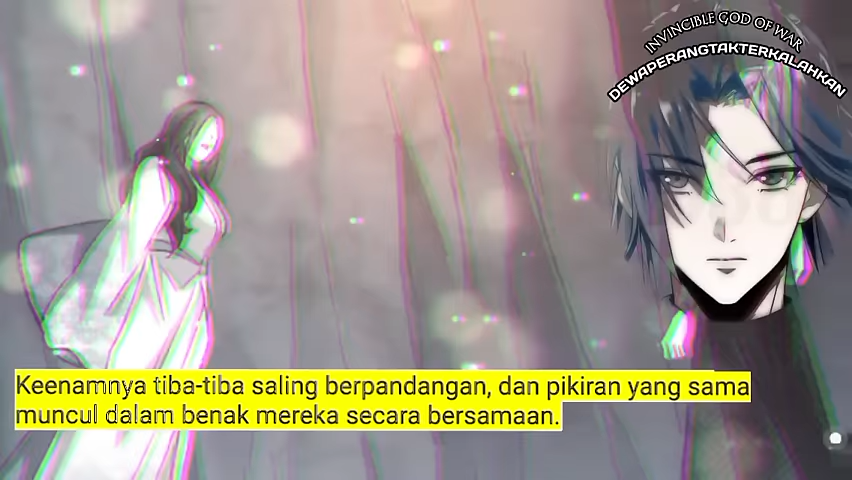 INVINCIBLE GOD OF WAR
DEWAPERANGTAKTERKALAHKAN
Keenamnya tiba-tiba saling berpandangan, dan pikiran yang sama
muncul dalam benak mereka secara bersamaan.